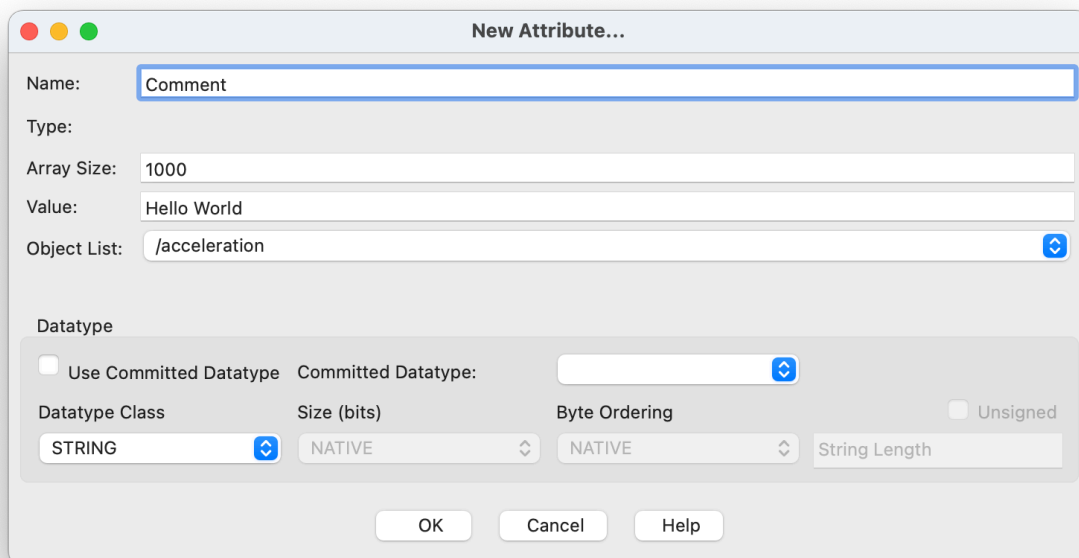 New Attribute...
Name: Comment
Type:
Array Size: 1000
Value: Hello World
Object List: /acceleration
Datatype
Use Committed Datatype Committed Datatype:
Datatype Class Size (bits) Byte Ordering Unsigned
STRING NATIVE NATIVE String Length
OK Cancel Help